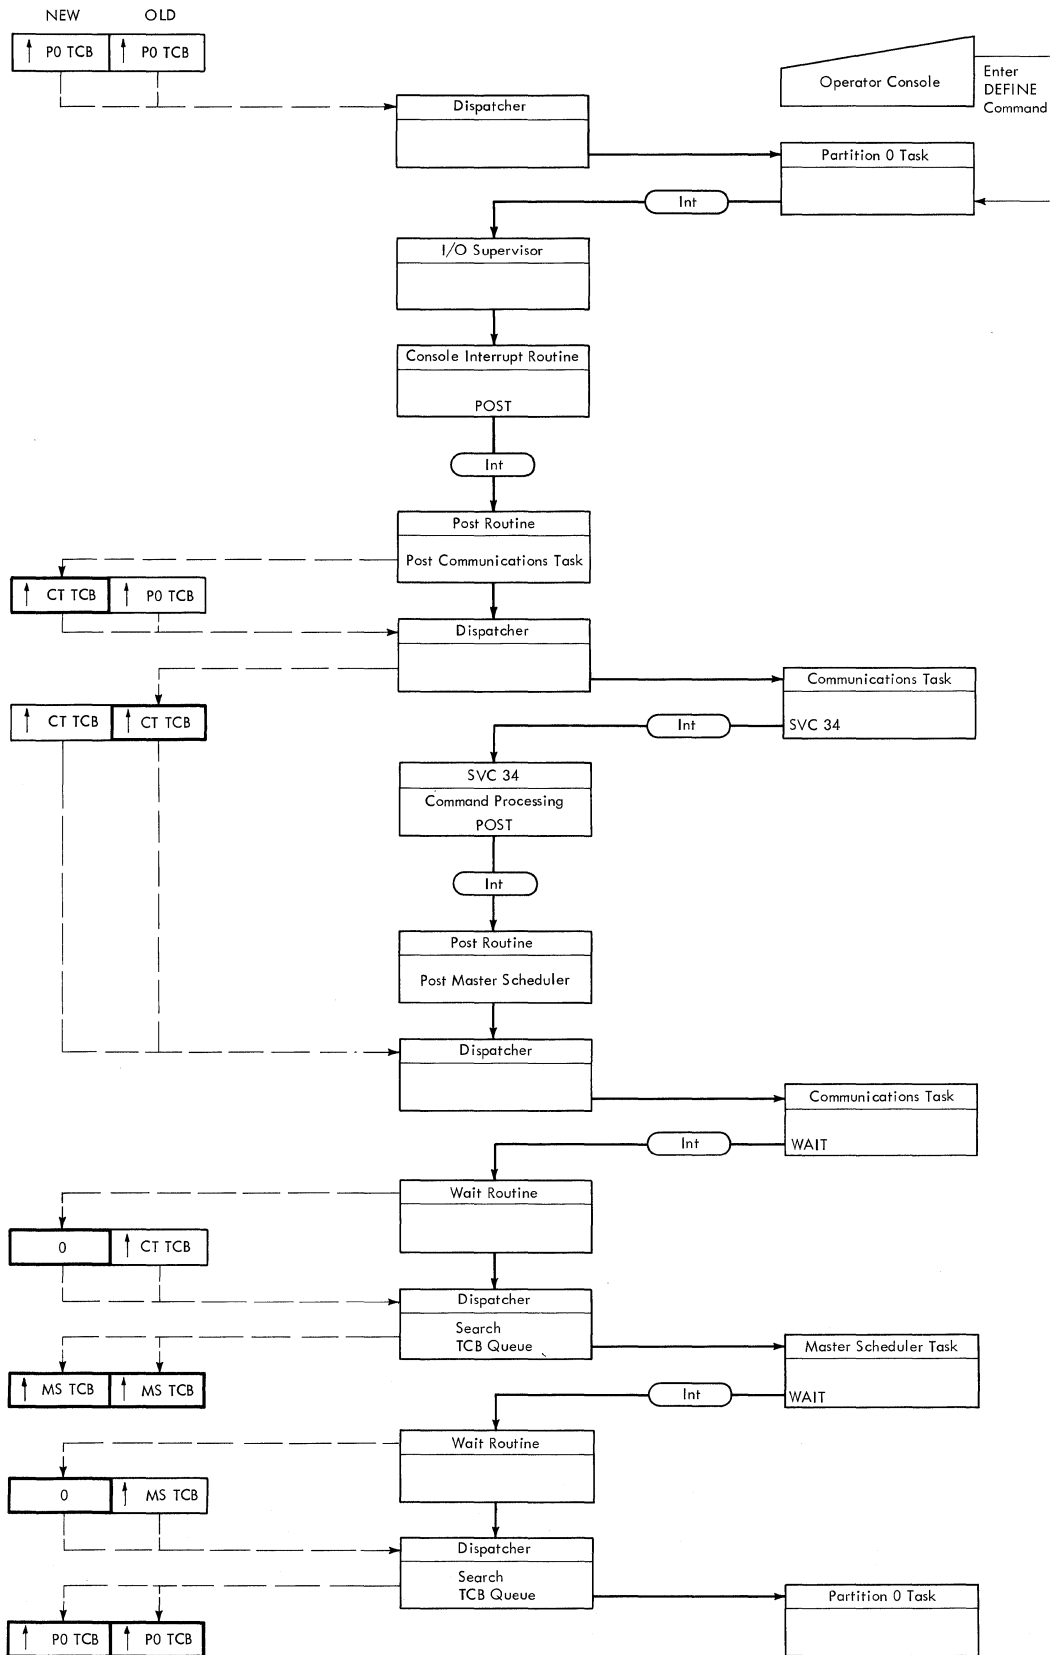 NEW OLD
↑ P0 TCB ↑ P0 TCB
Operator Console
Enter
DEFINE
Command
Dispatcher
Partition 0 Task
Int
I/O Supervisor
Console Interrupt Routine
POST
Int
Post Routine
Post Communications Task
↑ CT TCB ↑ P0 TCB
Dispatcher
Communications Task
↑ CT TCB ↑ CT TCB
Int
SVC 34
SVC 34
Command Processing
POST
Int
Post Routine
Post Master Scheduler
Dispatcher
Communications Task
Int
WAIT
Wait Routine
0 ↑ CT TCB
Dispatcher
Search
TCB Queue
Master Scheduler Task
↑ MS TCB ↑ MS TCB
Int
WAIT
Wait Routine
0 ↑ MS TCB
Dispatcher
Search
TCB Queue
Partition 0 Task
↑ P0 TCB ↑ P0 TCB